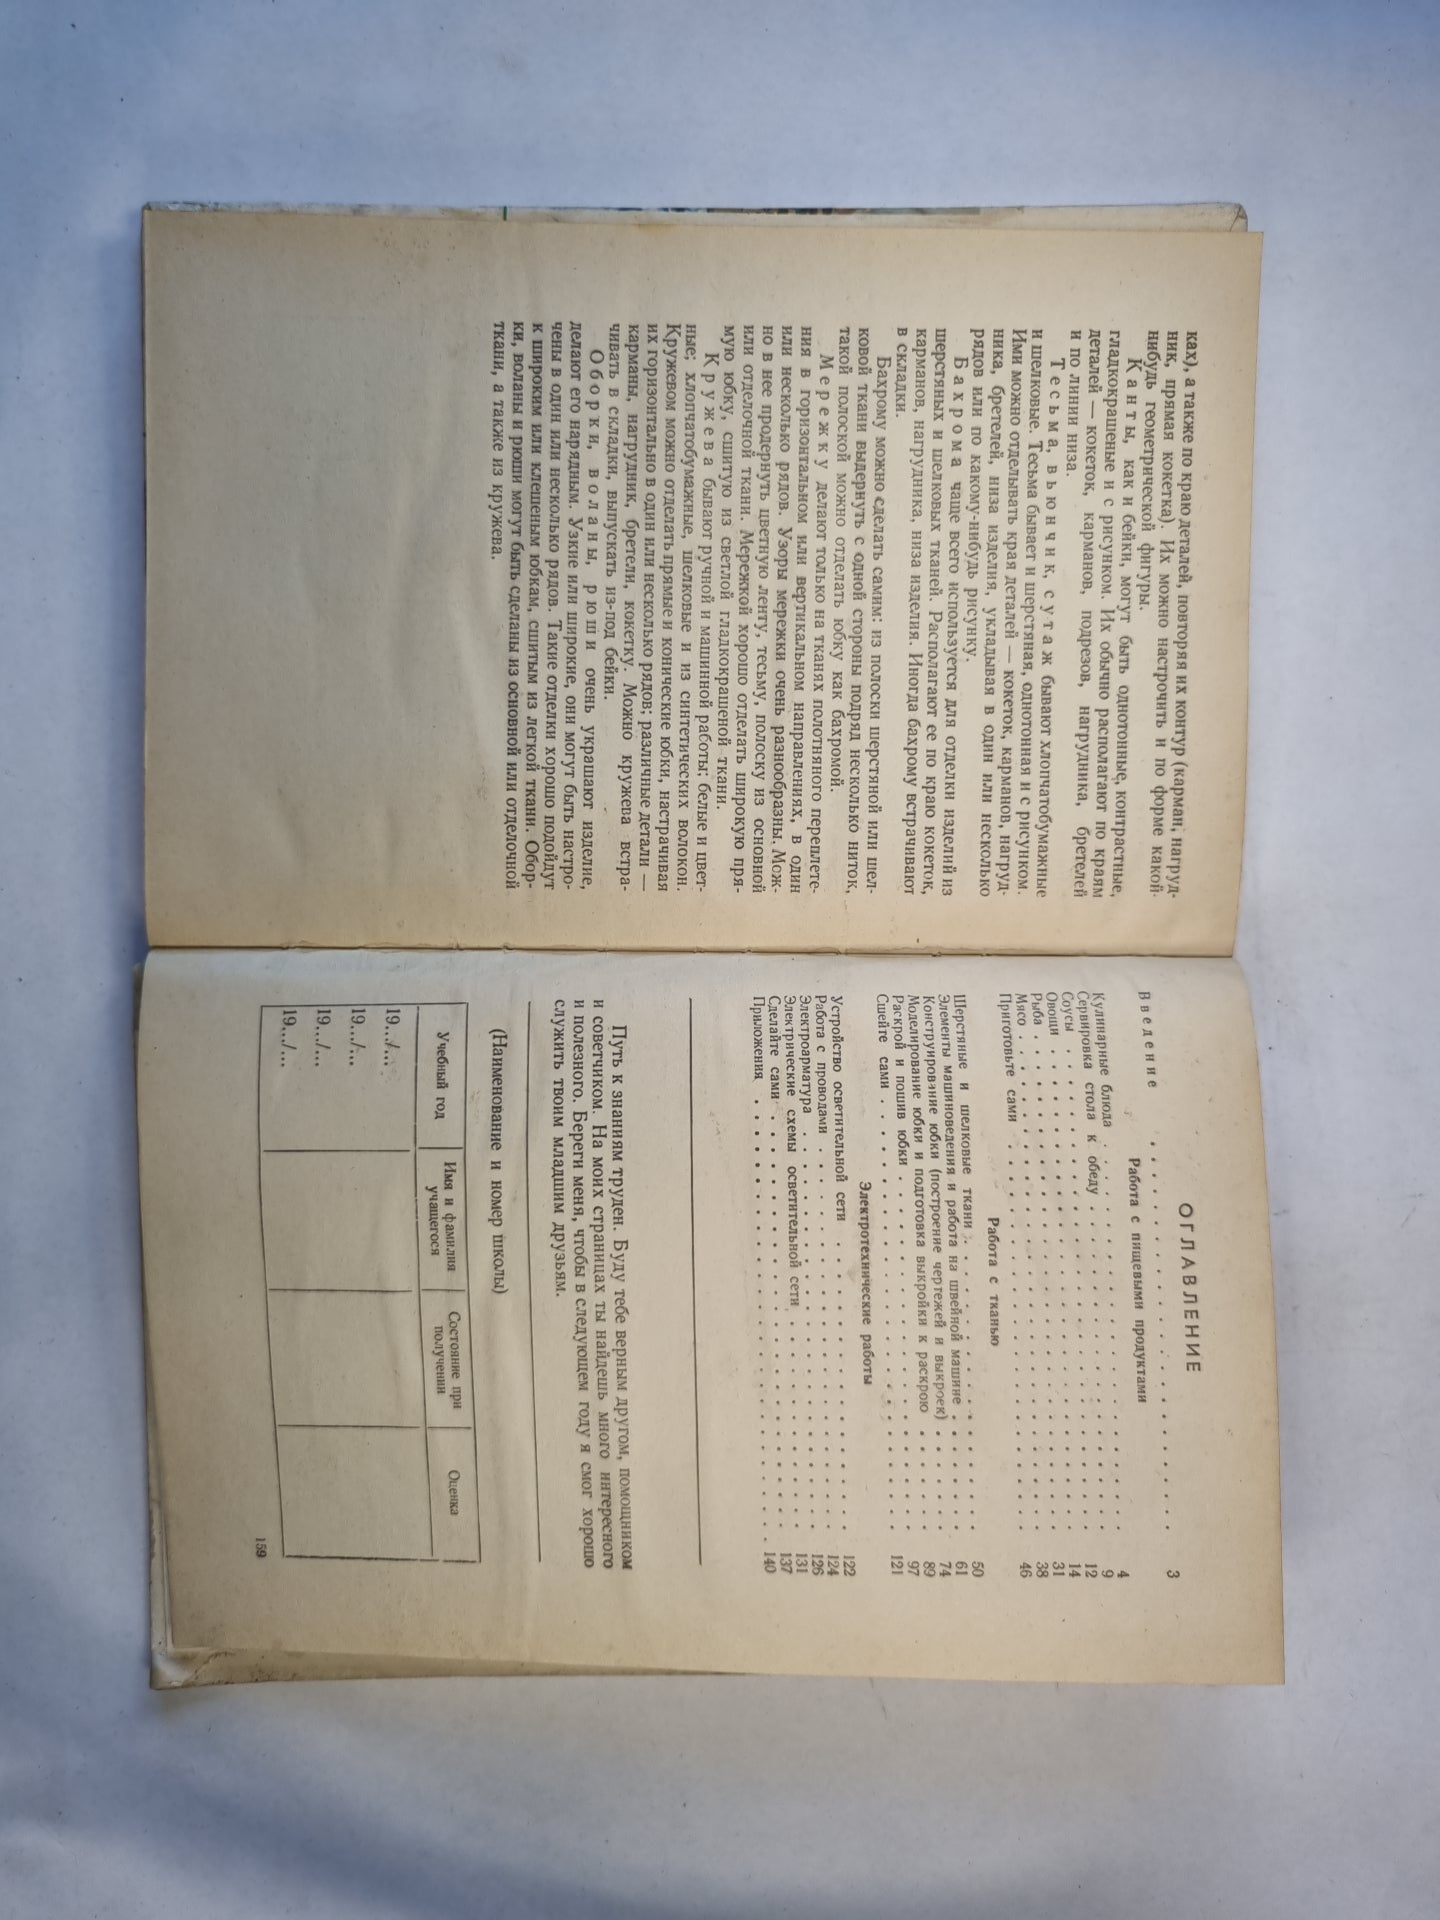 ках), а также по краю деталей, повторяя их контур (карман, нагруд-
ник, прямая кокетка). Их можно настрочить и по форме какой-
нибудь геометрической фигуры.
Канты, как и бейки, могут быть однотонные, контрастные,
гладкокрашеные и с рисунком. Их обычно располагают по краям
деталей — кокеток, карманов, подрезов, нагрудника, бретелей
и по линии низа.
Тесьма, вьюнчик, сутаж бывают хлопчатобумажные
и шелковые. Тесьма бывает и шерстяная, однотонная и с рисунком.
Ими можно отделывать края деталей — кокеток, карманов, нагруд-
ника, бретелей, низа изделия, укладывая в один или несколько
рядов или по какому-нибудь рисунку.
Бахрома чаще всего используется для отделки изделий из
шерстяных и шелковых тканей. Располагают ее по краю кокеток,
карманов, нагрудника, низа изделия. Иногда бахрому встрачивают
в складки.
Бахрому можно сделать самим: из полоски шерстяной или шел-
ковой ткани выдернуть с одной стороны подряд несколько ниток,
такой полоской можно отделать юбку как бахромой.
Мережку делают только на тканях полотняного переплете-
ния в горизонтальном или вертикальном направлениях, в один
или несколько рядов. Узоры мережки очень разнообразны. Мож-
но в нее продернуть цветную ленту, тесьму, полоску из основной
или отделочной ткани. Мережкой хорошо отделать широкую пря-
мую юбку, сшитую из светлой гладкокрашеной ткани.
Кружева бывают ручной и машинной работы; белые и цвет-
ные; хлопчатобумажные, шелковые и из синтетических волокон.
Кружевом можно отделать прямые и конические юбки, настрачивая
их горизонтально в один или несколько рядов; различные детали —
карманы, нагрудник, бретели, кокетку. Можно кружева встра-
чивать в складки, выпускать из-под бейки.
Оборки, воланы, рюши очень украшают изделие,
делают его нарядным. Узкие или широкие, они могут быть настро-
чены в один или несколько рядов. Такие отделки хорошо подойдут
к широким или клешеным юбкам, сшитым из легкой ткани. Обор-
ки, воланы и рюши могут быть сделаны из основной или отделочной
ткани, а также из кружева.
ОГЛАВЛЕНИЕ
Введение . . . . . . . . . . . . . . . 3
Работа с пищевыми продуктами
Кулинарные блюда . . . . . . . . . . . . . 4
Сервировка стола к обеду . . . . . . . . . . . 9
Соусы . . . . . . . . . . . . . . . 12
Овощи . . . . . . . . . . . . . . . 14
Рыба . . . . . . . . . . . . . . . 31
Мясо . . . . . . . . . . . . . . . 38
Приготовьте сами . . . . . . . . . . . . . 46
Работа с тканью
Шерстяные и шелковые ткани . . . . . . . . . . 50
Элементы машиноведения и работа на швейной машине . . . . . 61
Конструирование юбки (построение чертежей и выкроек) . . . . . 74
Моделирование юбки и подготовка выкройки к раскрою . . . . . 89
Раскрой и пошив юбки . . . . . . . . . . . . 97
Сшейте сами . . . . . . . . . . . . . . 121
Электротехнические работы
Устройство осветительной сети . . . . . . . . . . 122
Работа с проводами . . . . . . . . . . . . 124
Электроарматура . . . . . . . . . . . . . 126
Электрические схемы осветительной сети . . . . . . . . 131
Сделайте сами . . . . . . . . . . . . . 137
Приложения . . . . . . . . . . . . . . 140
Путь к знаниям труден. Буду тебе верным другом, помощником
и советчиком. На моих страницах ты найдешь много интересного
и полезного. Береги меня, чтобы в следующем году я смог хорошо
служить твоим младшим друзьям.
(Наименование и номер школы)
Учебный год Имя и фамилия учащегося Состояние при получении Оценка
19.../...
19.../...
19.../...
19.../...
159